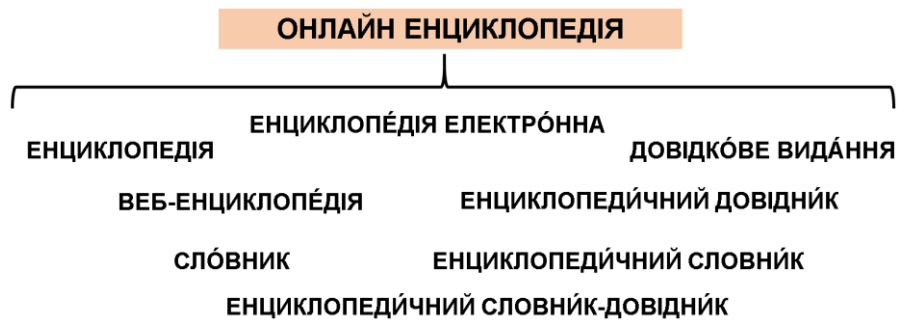 ОНЛАЙН ЕНЦИКЛОПЕДІЯ
ЕНЦИКЛОПЕ́ДІЯ ЕЛЕКТРО́ННА
ЕНЦИКЛОПЕДІЯ
ДОВІДКО́ВЕ ВИДА́ННЯ
ВЕБ-ЕНЦИКЛОПЕ́ДІЯ
ЕНЦИКЛОПЕДИ́ЧНИЙ ДОВІДНИ́К
СЛО́ВНИК
ЕНЦИКЛОПЕДИ́ЧНИЙ СЛОВНИ́К
ЕНЦИКЛОПЕДИ́ЧНИЙ СЛОВНИ́К-ДОВІДНИ́К